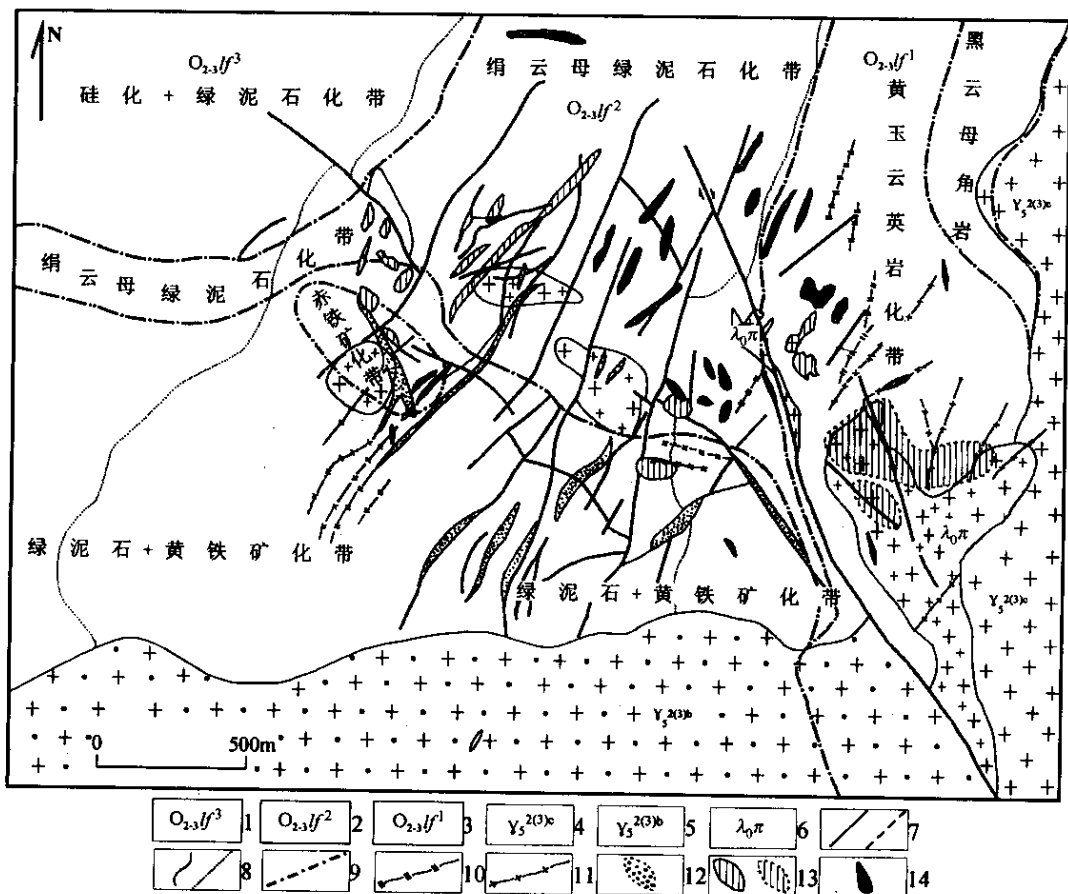 N
O₂₋₃lf³
硅化+绿泥石化带
绢云母绿泥石化带
O₂₋₃lf²
O₂₋₃lf¹
黄玉云英岩化带
黑云母角岩
γ₅²⁽³⁾ᶜ
绢云母绿泥石化带
赤铁矿化带
λ₀π
绿泥石+黄铁矿化带
绿泥石+黄铁矿化带
λ₀π
γ₅²⁽³⁾ᶜ
γ₅²⁽³⁾ᵇ
0 500m
O₂₋₃lf³ 1 O₂₋₃lf² 2 O₂₋₃lf¹ 3 γ₅²⁽³⁾ᶜ 4 γ₅²⁽³⁾ᵇ 5 λ₀π 6 7
8 9 10 11 12 13 14